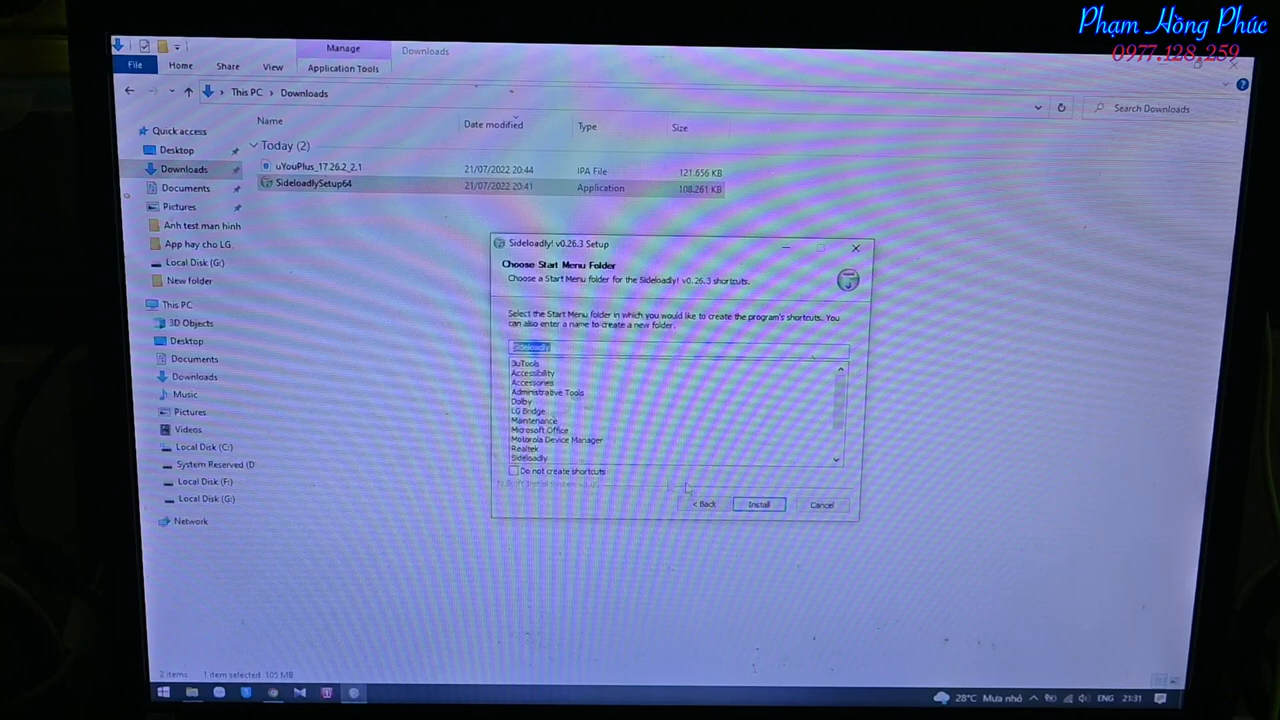 Phạm Hồng Phúc
0977.128.259
Manage
Downloads
File
Home
Share
View
Application Tools
This PC
Downloads
Search Downloads
Name
Date modified
Type
Size
Quick access
Desktop
Downloads
Documents
Pictures
Anh test man hinh
App hay cho LG
Local Disk (G:)
New folder
This PC
3D Objects
Desktop
Documents
Downloads
Music
Pictures
Videos
Local Disk (C:)
System Reserved (D
Local Disk (F:)
Local Disk (G:)
Network
Today (2)
uYouPlus_17.26.2_2.1
21/07/2022 20:44
IPA File
121.656 KB
SideloadlySetup64
21/07/2022 20:41
Application
108.261 KB
Sideloadly! v0.26.3 Setup
Choose Start Menu Folder
Choose a Start Menu folder for the Sideloadly! v0.26.3 shortcuts.
Select the Start Menu folder in which you would like to create the program's shortcuts. You
can also enter a name to create a new folder.
Sideloadly
3uTools
Accessibility
Accessories
Administrative Tools
Dolby
LG Bridge
Maintenance
Microsoft Office
Motorola Device Manager
Realtek
Sideloadly
Do not create shortcuts
< Back
Install
Cancel
2 items
1 item selected 105 MB
28°C Mưa nhỏ
ENG
21:31